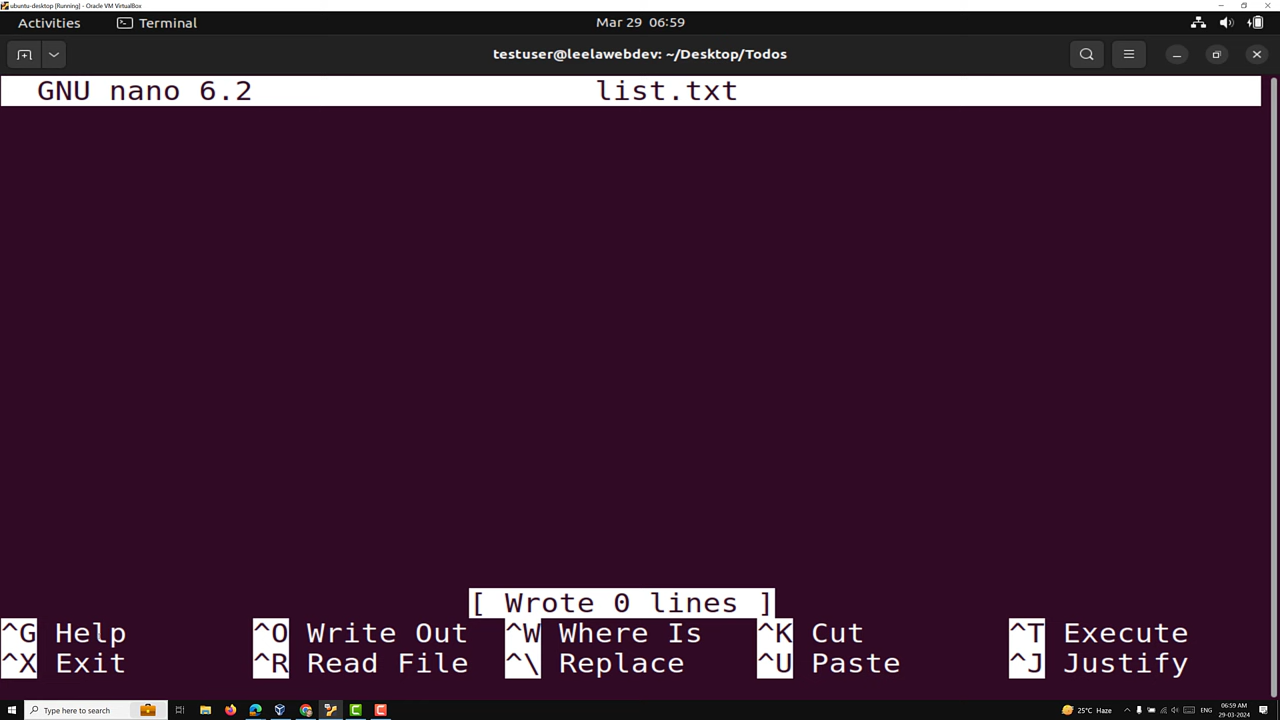 ubuntu-desktop [Running] - Oracle VM VirtualBox
Activities Terminal Mar 29 06:59
testuser@leelawebdev: ~/Desktop/Todos
GNU nano 6.2 list.txt
[ Wrote 0 lines ]
^G Help ^O Write Out ^W Where Is ^K Cut ^T Execute
^X Exit ^R Read File ^\ Replace ^U Paste ^J Justify
Type here to search 25°C Haze ENG 06:59 AM
29-03-2024